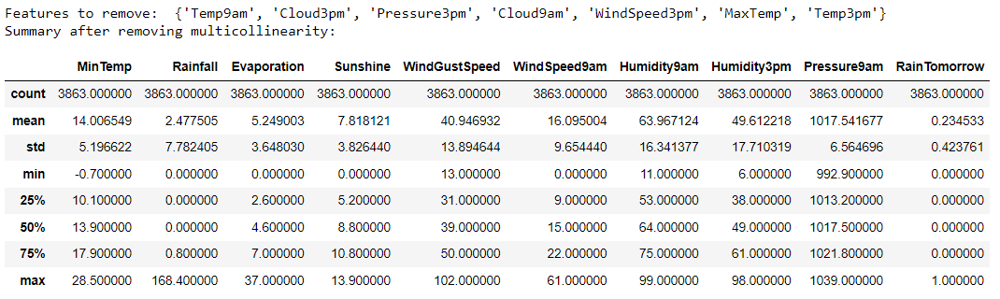 Features to remove:  {'Temp9am', 'Cloud3pm', 'Pressure3pm', 'Cloud9am', 'WindSpeed3pm', 'MaxTemp', 'Temp3pm'}
Summary after removing multicollinearity:
MinTemp Rainfall Evaporation Sunshine WindGustSpeed WindSpeed9am Humidity9am Humidity3pm Pressure9am RainTomorrow
count 3863.000000 3863.000000 3863.000000 3863.000000 3863.000000 3863.000000 3863.000000 3863.000000 3863.000000 3863.000000
mean 14.006549 2.477505 5.249003 7.818121 40.946932 16.095004 63.967124 49.612218 1017.541677 0.234533
std 5.196622 7.782405 3.648030 3.826440 13.894644 9.654440 16.341377 17.710319 6.564696 0.423761
min -0.700000 0.000000 0.000000 0.000000 13.000000 0.000000 11.000000 6.000000 992.900000 0.000000
25% 10.100000 0.000000 2.600000 5.200000 31.000000 9.000000 53.000000 38.000000 1013.200000 0.000000
50% 13.900000 0.000000 4.600000 8.800000 39.000000 15.000000 64.000000 49.000000 1017.500000 0.000000
75% 17.900000 0.800000 7.000000 10.800000 50.000000 22.000000 75.000000 61.000000 1021.800000 0.000000
max 28.500000 168.400000 37.000000 13.900000 102.000000 61.000000 99.000000 98.000000 1039.000000 1.000000